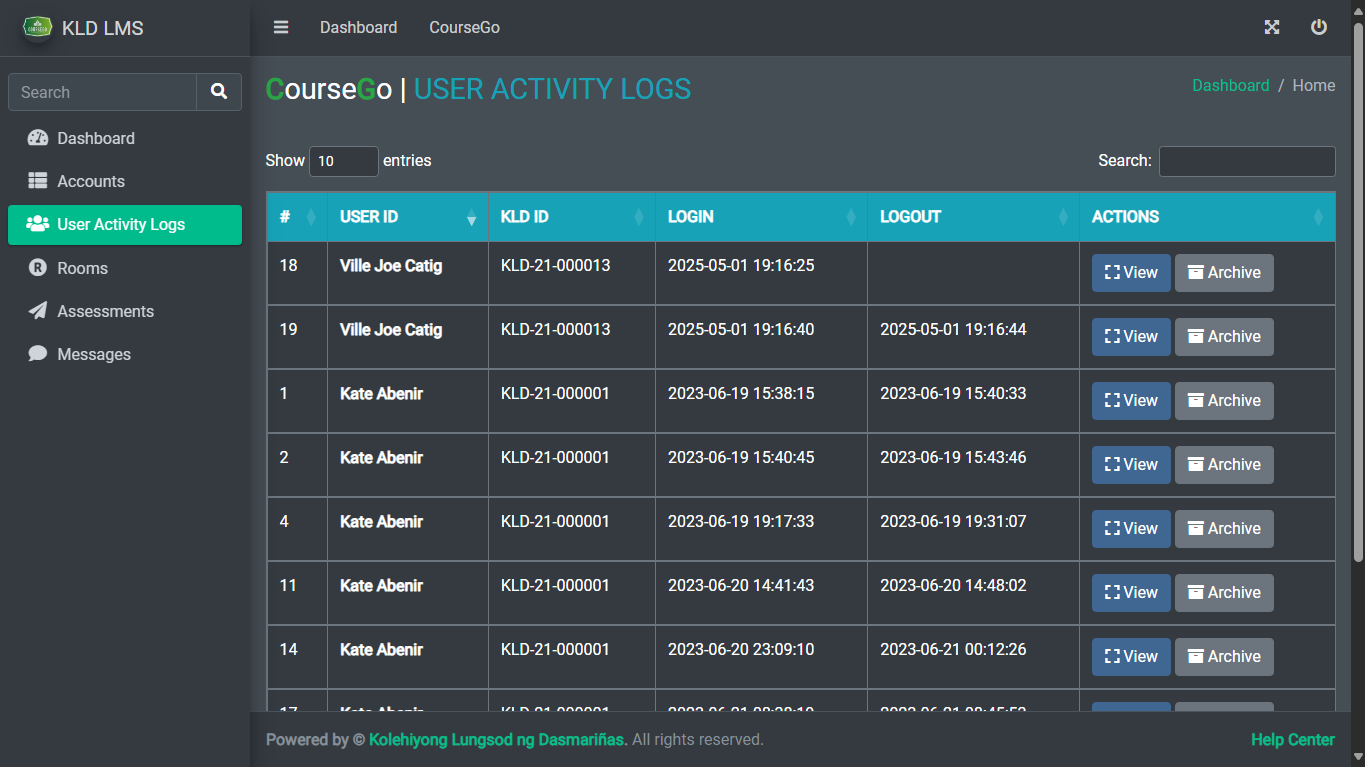 KLD LMS
Dashboard CourseGo
Search
CourseGo | USER ACTIVITY LOGS
Dashboard / Home
Dashboard
Accounts
User Activity Logs
Rooms
Assessments
Messages
Show 10 entries Search:
# USER ID KLD ID LOGIN LOGOUT ACTIONS
18 Ville Joe Catig KLD-21-000013 2025-05-01 19:16:25 View Archive
19 Ville Joe Catig KLD-21-000013 2025-05-01 19:16:40 2025-05-01 19:16:44 View Archive
1 Kate Abenir KLD-21-000001 2023-06-19 15:38:15 2023-06-19 15:40:33 View Archive
2 Kate Abenir KLD-21-000001 2023-06-19 15:40:45 2023-06-19 15:43:46 View Archive
4 Kate Abenir KLD-21-000001 2023-06-19 19:17:33 2023-06-19 19:31:07 View Archive
11 Kate Abenir KLD-21-000001 2023-06-20 14:41:43 2023-06-20 14:48:02 View Archive
14 Kate Abenir KLD-21-000001 2023-06-20 23:09:10 2023-06-21 00:12:26 View Archive
17 Kate Abenir KLD-21-000001
Powered by © Kolehiyong Lungsod ng Dasmariñas. All rights reserved. Help Center